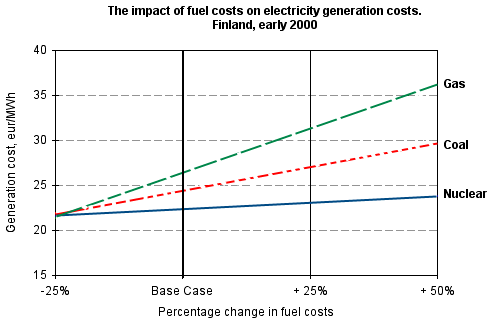 The impact of fuel costs on electricity generation costs.
Finland, early 2000
40
35
30
25
20
15
Generation cost, eur/MWh
Gas
Coal
Nuclear
-25% Base Case + 25% + 50%
Percentage change in fuel costs